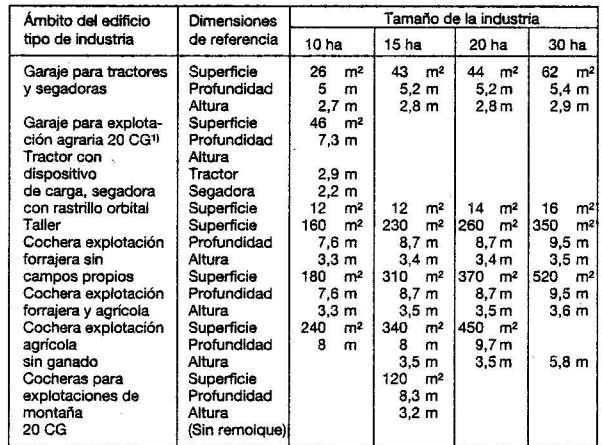 Ámbito del edificio Dimensiones Tamaño de la industria
tipo de industria de referencia 10 ha 15 ha 20 ha 30 ha
Garaje para tractores Superficie 26 m² 43 m² 44 m² 62 m²
y segadoras Profundidad 5 m 5,2 m 5,2 m 5,4 m
Altura 2,7 m 2,8 m 2,8 m 2,9 m
Garaje para explota- Superficie 46 m²
ción agraria 20 CG¹⁾ Profundidad 7,3 m
Tractor con Altura
dispositivo Tractor 2,9 m
de carga, segadora Segadora 2,2 m
con rastrillo orbital Superficie 12 m² 12 m² 14 m² 16 m²
Taller Superficie 160 m² 230 m² 260 m² 350 m²
Cochera explotación Profundidad 7,6 m 8,7 m 8,7 m 9,5 m
forrajera sin Altura 3,3 m 3,4 m 3,4 m 3,5 m
campos propios Superficie 180 m² 310 m² 370 m² 520 m²
Cochera explotación Profundidad 7,6 m 8,7 m 8,7 m 9,5 m
forrajera y agrícola Altura 3,3 m 3,5 m 3,5 m 3,6 m
Cochera explotación Superficie 240 m² 340 m² 450 m²
agrícola Profundidad 8 m 8 m 9,7 m
sin ganado Altura 3,5 m 3,5 m 5,8 m
Cocheras para Superficie 120 m²
explotaciones de Profundidad 8,3 m
montaña Altura 3,2 m
20 CG (Sin remolque)